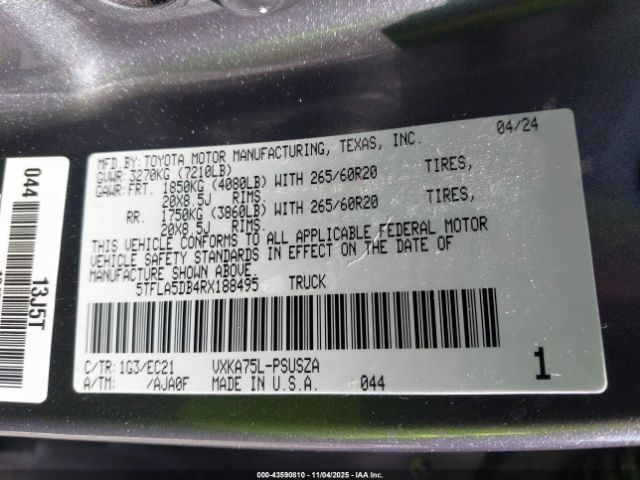 MFD. BY: TOYOTA MOTOR MANUFACTURING, TEXAS, INC. 04/24
GVWR: 3270KG (7210LB)
GAWR: FRT. 1850KG (4080LB) WITH 265/60R20 TIRES,
20X8.5J RIMS.
RR. 1750KG (3860LB) WITH 265/60R20 TIRES,
20X8.5J RIMS.
THIS VEHICLE CONFORMS TO ALL APPLICABLE FEDERAL MOTOR
VEHICLE SAFETY STANDARDS IN EFFECT ON THE DATE OF
MANUFACTURE SHOWN ABOVE.
5TFLA5DB4RX188495 TRUCK
C/TR: 1G3/EC21 VXKA75L-PSUSZA
A/TM: /AJA0F MADE IN U.S.A. 044
1
044
13J5T
000-43590810 - 11/04/2025 - IAA Inc.